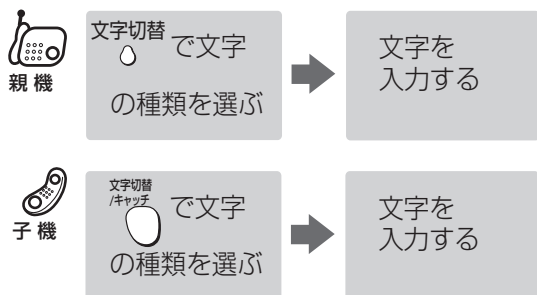 親機
文字切替
で文字
の種類を選ぶ
文字を
入力する
子機
文字切替
/キャッチ
で文字
の種類を選ぶ
文字を
入力する